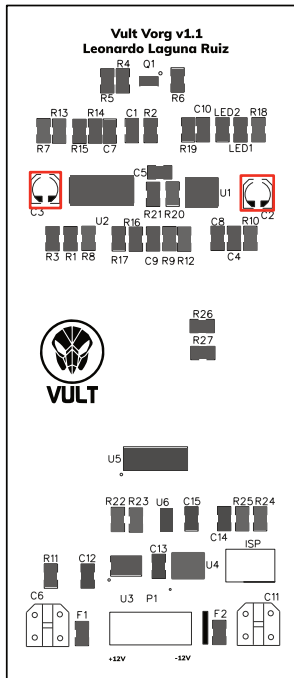 Vult Vorg v1.1
Leonardo Laguna Ruiz
R4 Q1
R5 R6
R13 R14 C1 R2 C10 LED2 R18
R7 R15 C7 R19 LED1
C5
U1
C3 R21 R20 C2
U2 R16 C8 R10
R3 R1 R8 R17 C9 R9 R12 C4
R26
R27
VULT
U5
R22 R23 U6 C15 R25 R24
C14
R11 C12 C13 U4 ISP
C6 U3 P1 C11
F1 F2
+12V -12V